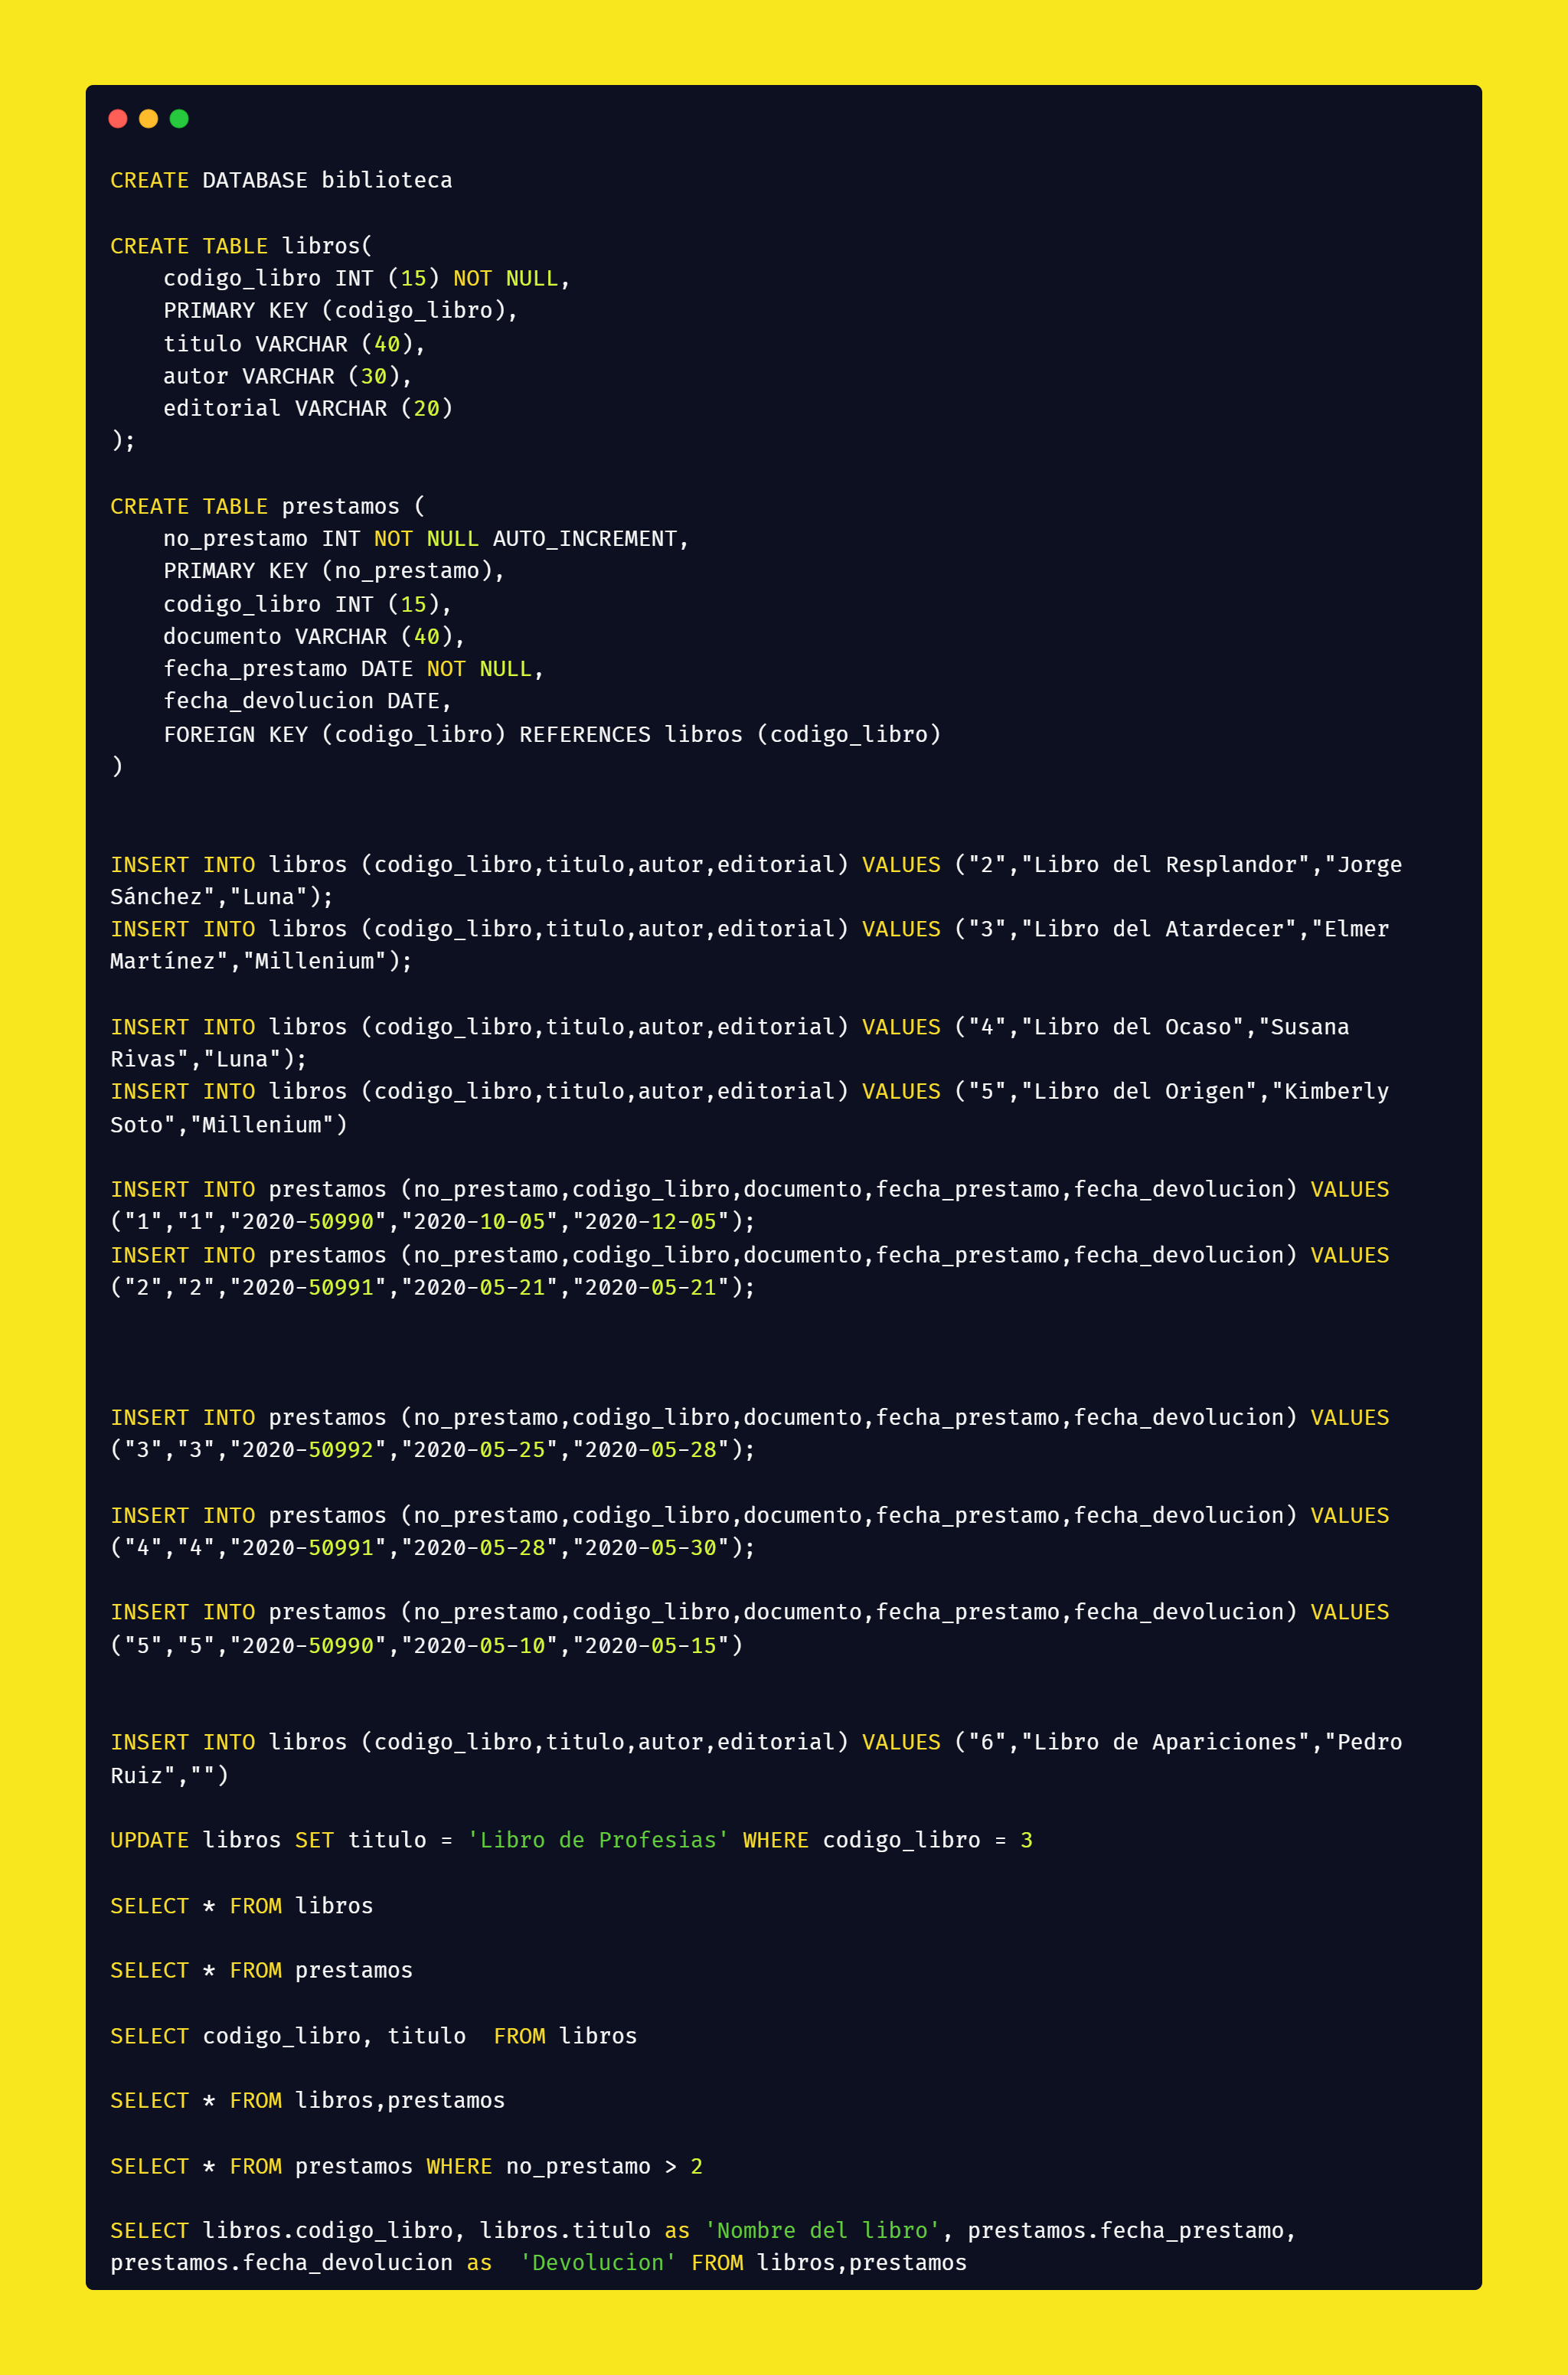 CREATE DATABASE biblioteca
CREATE TABLE libros(
    codigo_libro INT (15) NOT NULL,
    PRIMARY KEY (codigo_libro),
    titulo VARCHAR (40),
    autor VARCHAR (30),
    editorial VARCHAR (20)
);
CREATE TABLE prestamos (
    no_prestamo INT NOT NULL AUTO_INCREMENT,
    PRIMARY KEY (no_prestamo),
    codigo_libro INT (15),
    documento VARCHAR (40),
    fecha_prestamo DATE NOT NULL,
    fecha_devolucion DATE,
    FOREIGN KEY (codigo_libro) REFERENCES libros (codigo_libro)
)
INSERT INTO libros (codigo_libro,titulo,autor,editorial) VALUES ("2","Libro del Resplandor","Jorge
Sánchez","Luna");
INSERT INTO libros (codigo_libro,titulo,autor,editorial) VALUES ("3","Libro del Atardecer","Elmer
Martínez","Millenium");
INSERT INTO libros (codigo_libro,titulo,autor,editorial) VALUES ("4","Libro del Ocaso","Susana
Rivas","Luna");
INSERT INTO libros (codigo_libro,titulo,autor,editorial) VALUES ("5","Libro del Origen","Kimberly
Soto","Millenium")
INSERT INTO prestamos (no_prestamo,codigo_libro,documento,fecha_prestamo,fecha_devolucion) VALUES
("1","1","2020-50990","2020-10-05","2020-12-05");
INSERT INTO prestamos (no_prestamo,codigo_libro,documento,fecha_prestamo,fecha_devolucion) VALUES
("2","2","2020-50991","2020-05-21","2020-05-21");
INSERT INTO prestamos (no_prestamo,codigo_libro,documento,fecha_prestamo,fecha_devolucion) VALUES
("3","3","2020-50992","2020-05-25","2020-05-28");
INSERT INTO prestamos (no_prestamo,codigo_libro,documento,fecha_prestamo,fecha_devolucion) VALUES
("4","4","2020-50991","2020-05-28","2020-05-30");
INSERT INTO prestamos (no_prestamo,codigo_libro,documento,fecha_prestamo,fecha_devolucion) VALUES
("5","5","2020-50990","2020-05-10","2020-05-15")
INSERT INTO libros (codigo_libro,titulo,autor,editorial) VALUES ("6","Libro de Apariciones","Pedro
Ruiz","")
UPDATE libros SET titulo = 'Libro de Profesias' WHERE codigo_libro = 3
SELECT * FROM libros
SELECT * FROM prestamos
SELECT codigo_libro, titulo  FROM libros
SELECT * FROM libros,prestamos
SELECT * FROM prestamos WHERE no_prestamo > 2
SELECT libros.codigo_libro, libros.titulo as 'Nombre del libro', prestamos.fecha_prestamo,
prestamos.fecha_devolucion as  'Devolucion' FROM libros,prestamos